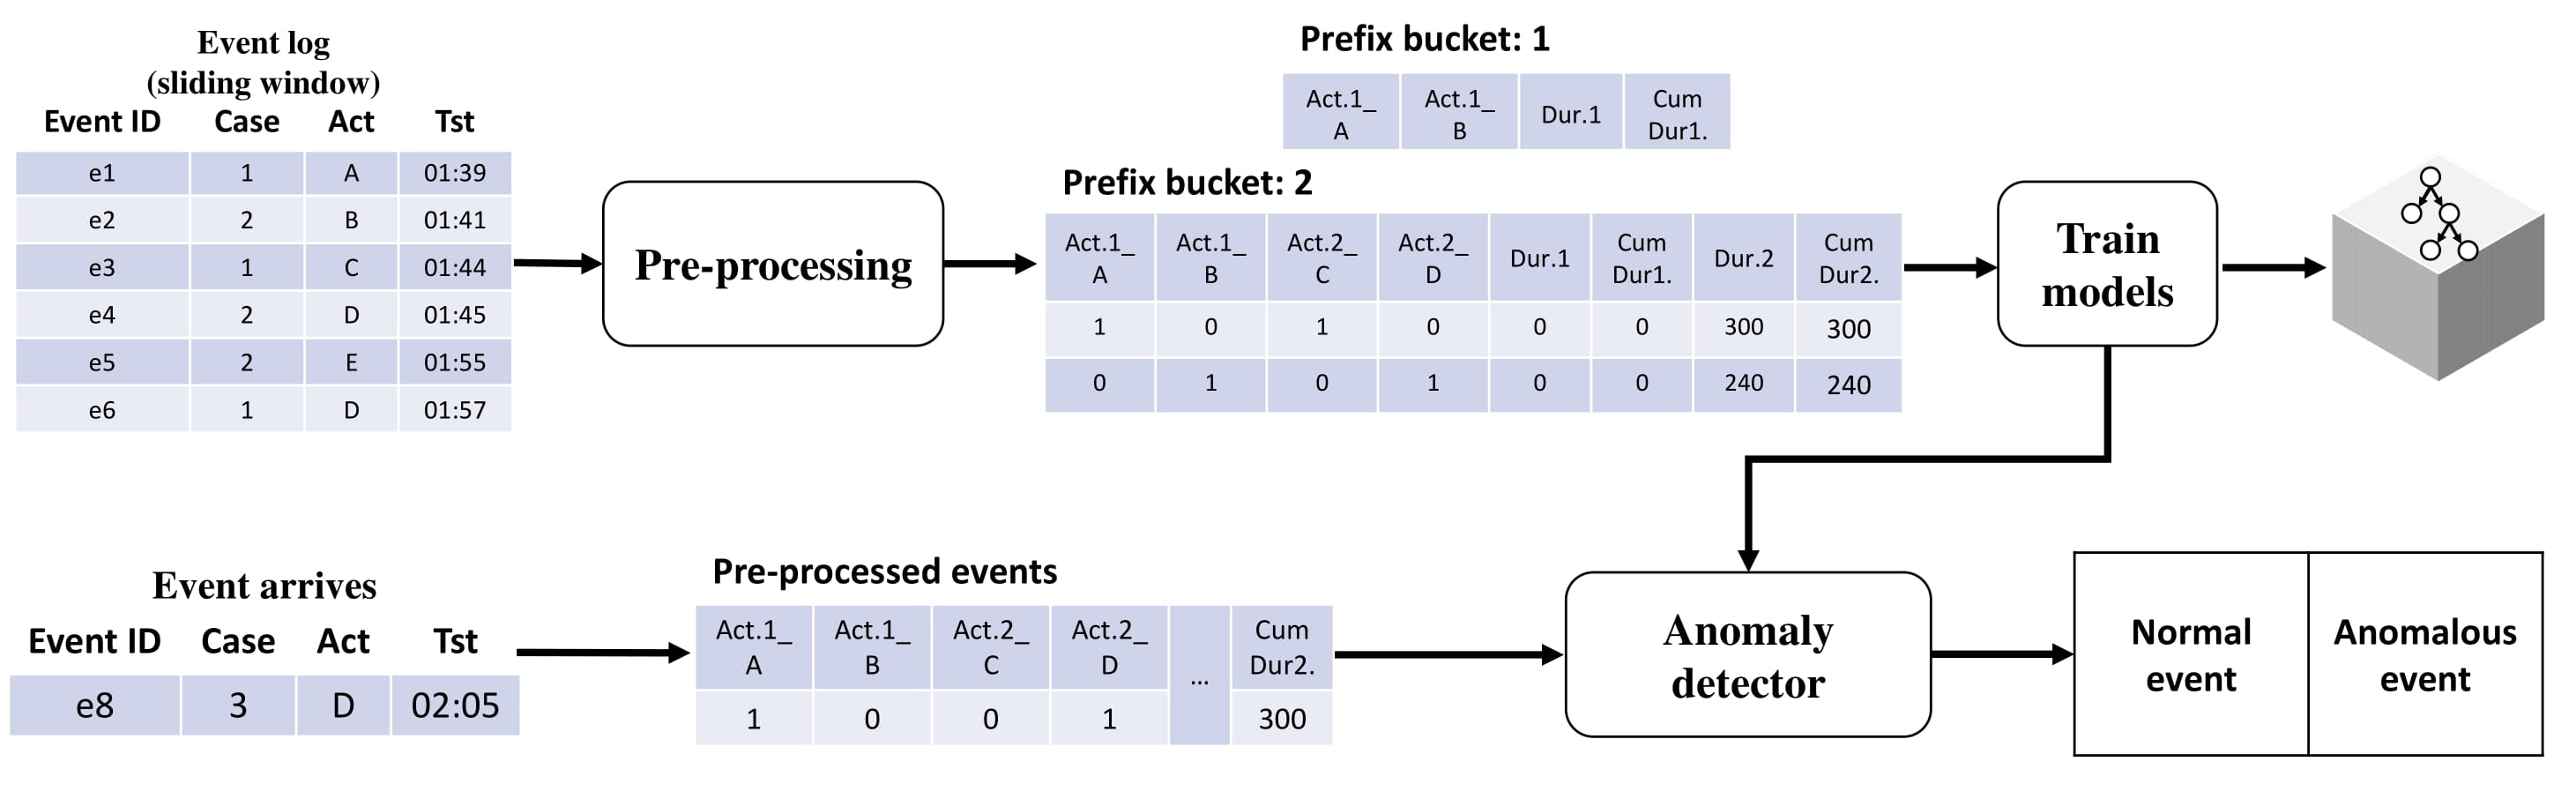 Event log
(sliding window)
Event ID Case Act Tst
e1 1 A 01:39
e2 2 B 01:41
e3 1 C 01:44
e4 2 D 01:45
e5 2 E 01:55
e6 1 D 01:57
Pre-processing
Prefix bucket: 1
Act.1_ Act.1_ Dur.1 Cum
A B Dur1.
Prefix bucket: 2
Act.1_ Act.1_ Act.2_ Act.2_ Dur.1 Cum Dur.2 Cum
A B C D Dur1. Dur2.
1 0 1 0 0 0 300 300
0 1 0 1 0 0 240 240
Train
models
Event arrives
Event ID Case Act Tst
e8 3 D 02:05
Pre-processed events
Act.1_ Act.1_ Act.2_ Act.2_ ... Cum
A B C D Dur2.
1 0 0 1 300
Anomaly
detector
Normal
event
Anomalous
event